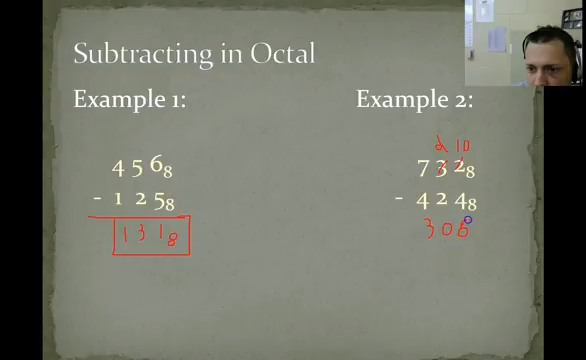 Subtracting in Octal
Example 1:
4 5 6₈
- 1 2 5₈
1 3 1₈
Example 2:
2 10
7 3 2₈
- 4 2 4₈
3 0 6